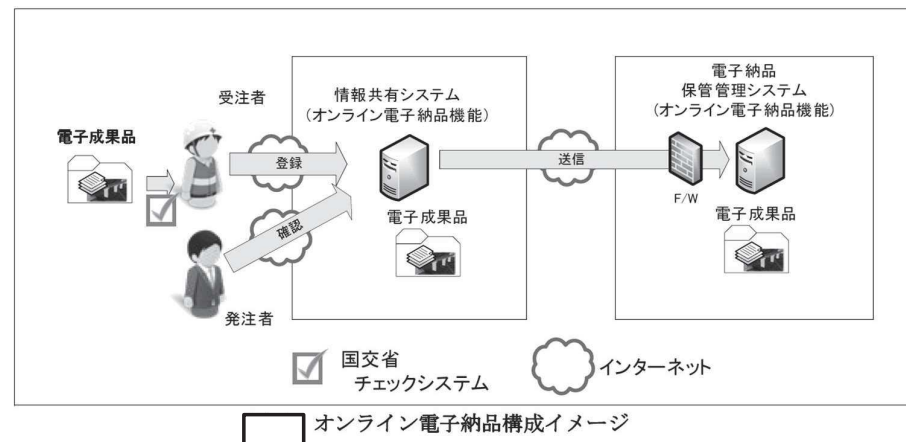 受注者
電子成果品
登録
確認
発注者
情報共有システム
(オンライン電子納品機能)
電子成果品
送信
電子納品
保管管理システム
(オンライン電子納品機能)
F/W
電子成果品
国交省
チェックシステム
インターネット
オンライン電子納品構成イメージ